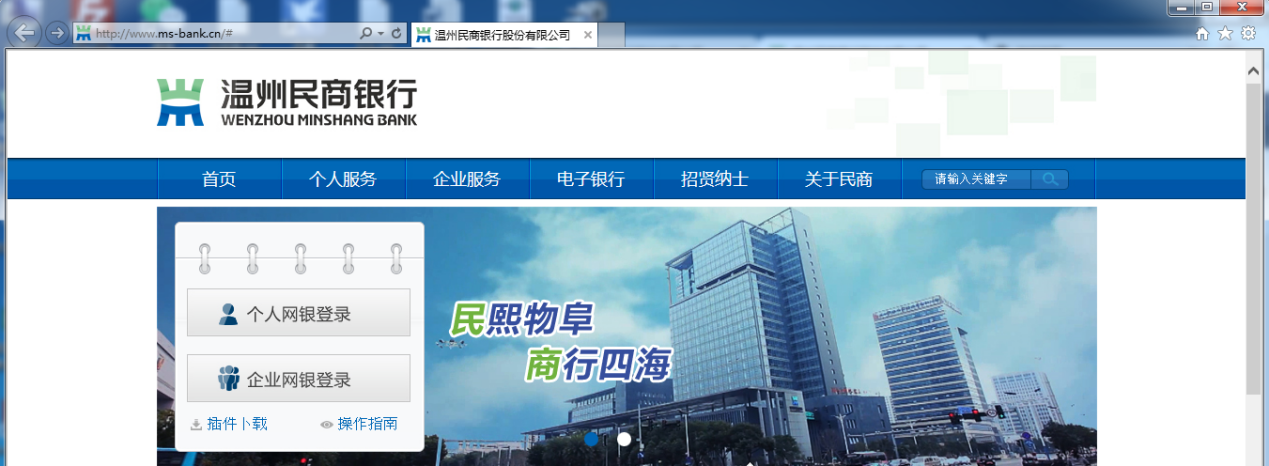 http://www.ms-bank.cn/#
温州民商银行股份有限公司
温州民商银行
WENZHOU MINSHANG BANK
首页 个人服务 企业服务 电子银行 招贤纳士 关于民商 请输入关键字
个人网银登录
企业网银登录
插件下载 操作指南
民熙物阜
商行四海